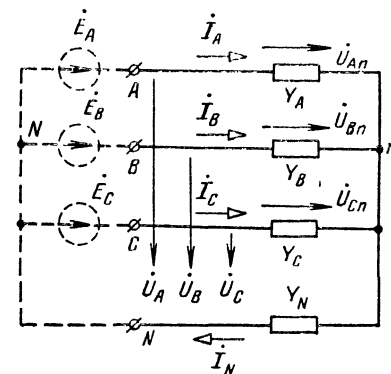 Ė_A İ_A U̇_An
A Y_A
N Ė_B İ_B U̇_Bn
B Y_B n
Ė_C İ_C U̇_Cn
C Y_C
U̇_A U̇_B U̇_C Y_N
N İ_N